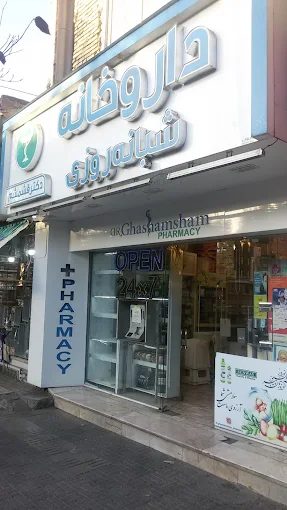 داروخانه
شبانه‌روزی
دکتر قشمشم
DR.Ghashamsham
PHARMACY
OPEN
24x7
PHARMACY